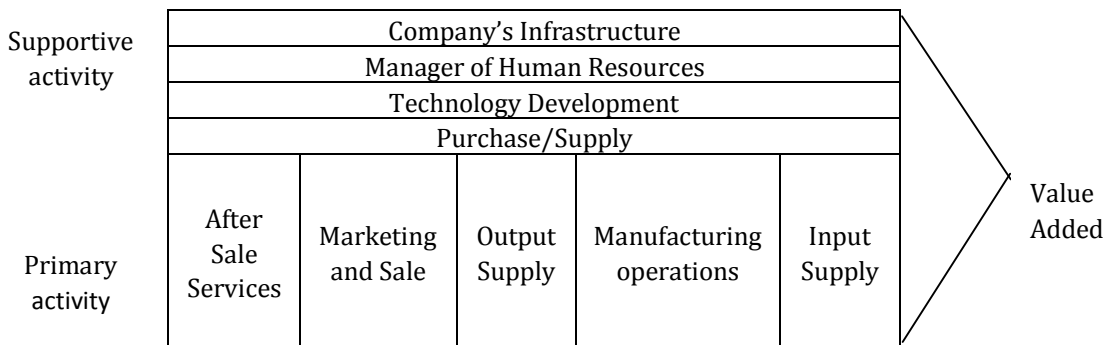 Supportive
activity
Company’s Infrastructure
Manager of Human Resources
Technology Development
Purchase/Supply
Primary
activity
After
Sale
Services
Marketing
and Sale
Output
Supply
Manufacturing
operations
Input
Supply
Value
Added